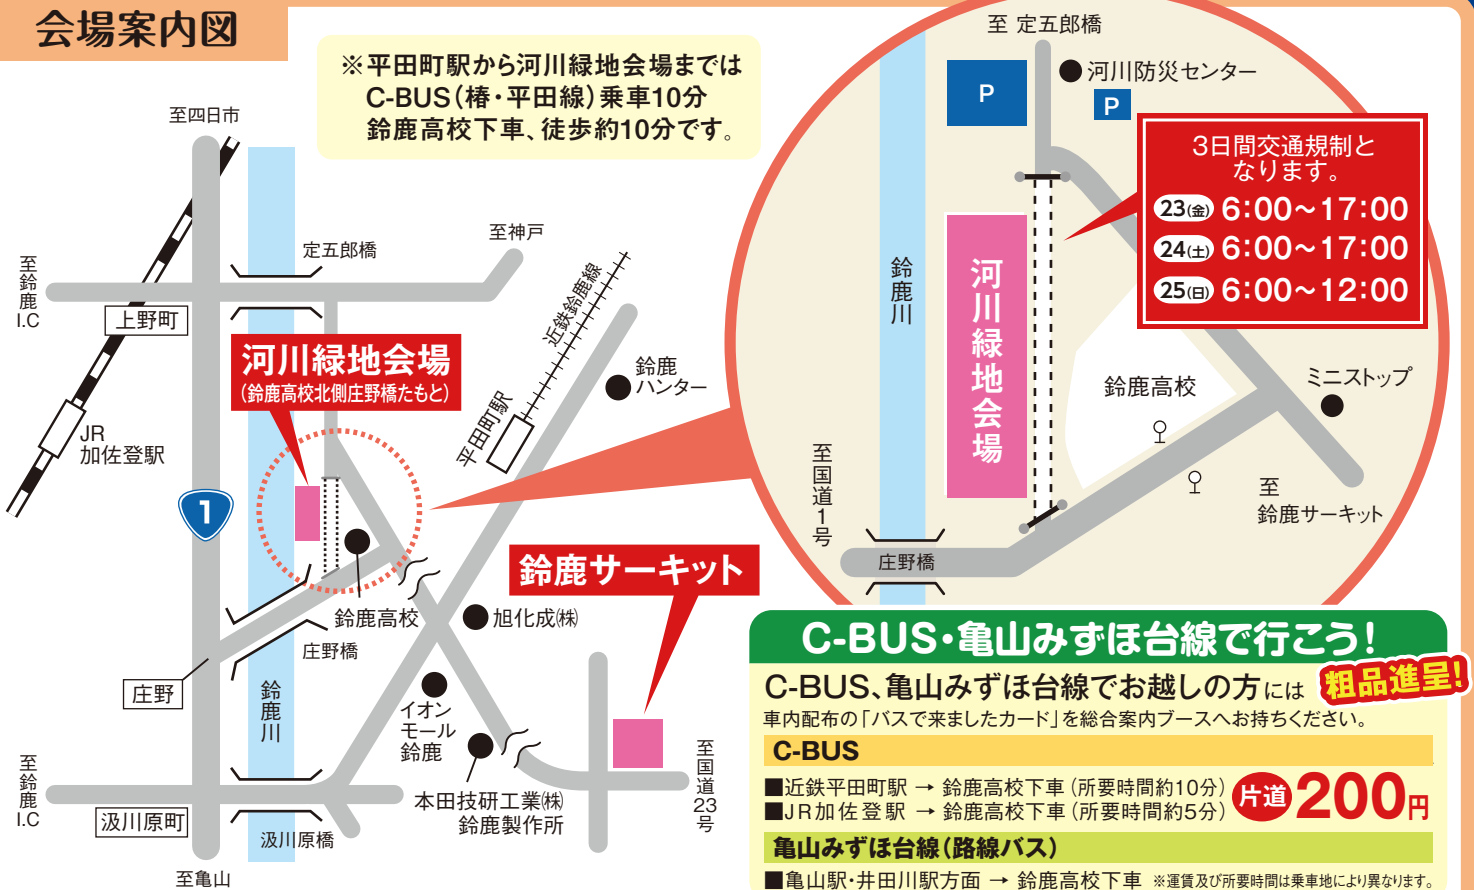 会場案内図
※平田町駅から河川緑地会場までは
C-BUS（椿・平田線）乗車10分
鈴鹿高校下車、徒歩約10分です。
至四日市
定五郎橋
至神戸
至鈴鹿I.C
上野町
近鉄鈴鹿線
河川緑地会場
（鈴鹿高校北側庄野橋たもと）
鈴鹿
ハンター
平田町駅
JR
加佐登駅
1
鈴鹿サーキット
鈴鹿高校
旭化成㈱
庄野橋
庄野
鈴鹿川
イオン
モール
鈴鹿
至鈴鹿I.C
汲川原町
汲川原橋
本田技研工業㈱
鈴鹿製作所
至国道23号
至亀山
至 定五郎橋
河川防災センター
P
P
3日間交通規制と
なります。
23(金) 6:00～17:00
24(土) 6:00～17:00
25(日) 6:00～12:00
鈴鹿川
河川緑地会場
鈴鹿高校
ミニストップ
至国道1号
至
鈴鹿サーキット
庄野橋
C-BUS・亀山みずほ台線で行こう！
C-BUS、亀山みずほ台線でお越しの方には
粗品進呈！
車内配布の「バスで来ましたカード」を総合案内ブースへお持ちください。
C-BUS
■近鉄平田町駅 → 鈴鹿高校下車（所要時間約10分）
■JR加佐登駅 → 鈴鹿高校下車（所要時間約5分）
片道200円
亀山みずほ台線（路線バス）
■亀山駅・井田川駅方面 → 鈴鹿高校下車 ※運賃及び所要時間は乗車地により異なります。